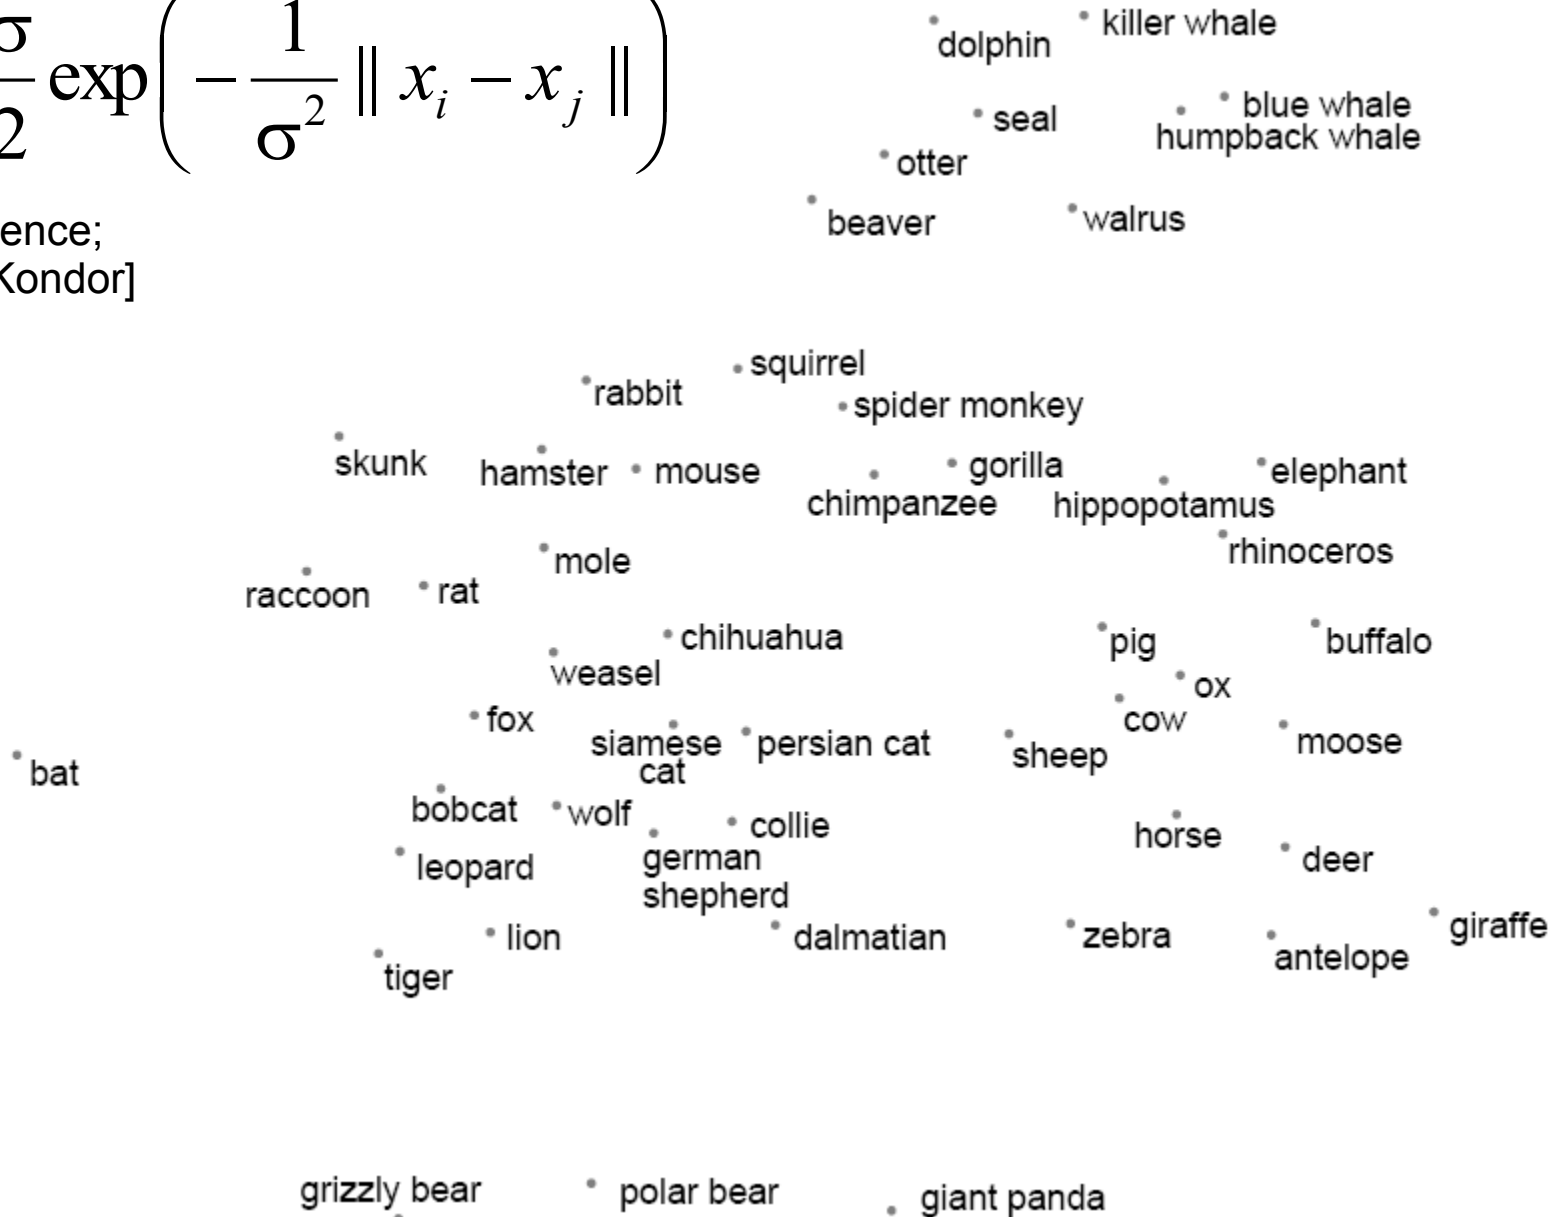 σ
2 exp( − 1
σ² || xᵢ − xⱼ || )
ence;
Kondor]
dolphin
killer whale
seal
blue whale
humpback whale
otter
beaver
walrus
squirrel
rabbit
spider monkey
skunk
hamster
mouse
gorilla
elephant
chimpanzee
hippopotamus
rhinoceros
mole
raccoon
rat
chihuahua
pig
buffalo
weasel
ox
fox
cow
siamese
cat
persian cat
sheep
moose
bat
bobcat
wolf
collie
horse
german
shepherd
leopard
deer
lion
dalmatian
zebra
giraffe
antelope
tiger
grizzly bear
polar bear
giant panda